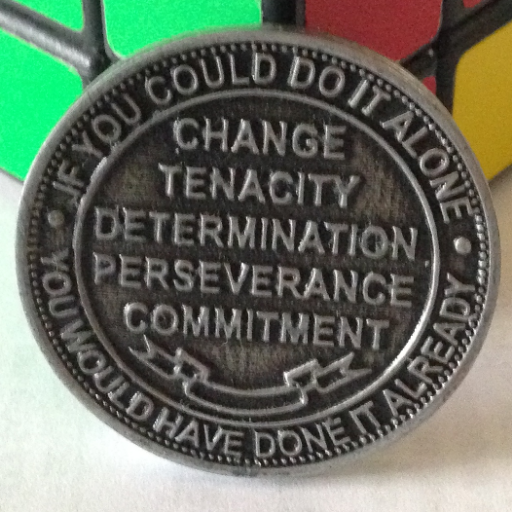 IF YOU COULD DO IT ALONE
CHANGE
TENACITY
DETERMINATION
PERSEVERANCE
COMMITMENT
YOU WOULD HAVE DONE IT ALREADY